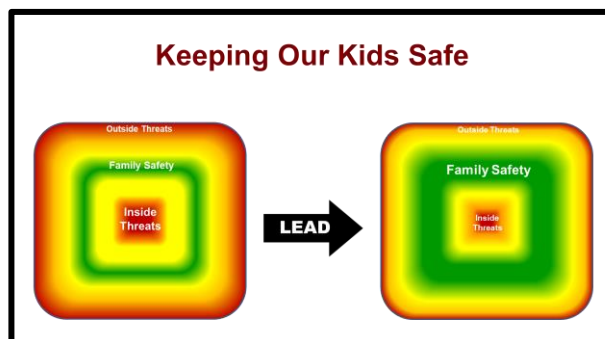 Keeping Our Kids Safe
Outside Threats
Family Safety
Inside
Threats
LEAD
Outside Threats
Family Safety
Inside
Threats